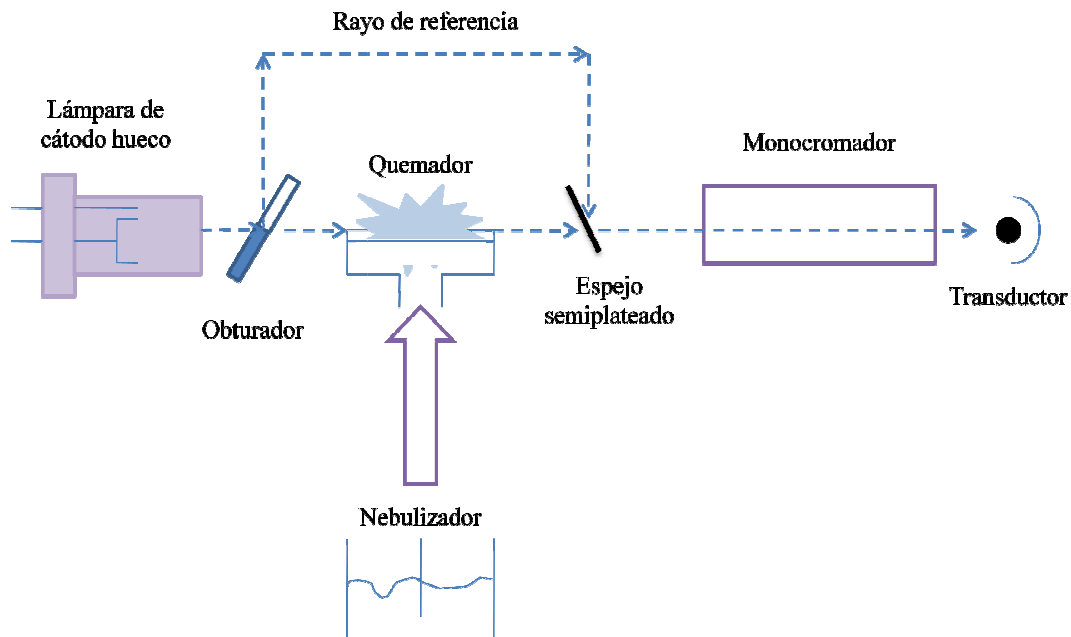 Rayo de referencia
Lámpara de
cátodo hueco
Quemador
Monocromador
Obturador
Espejo
semiplateado
Transductor
Nebulizador